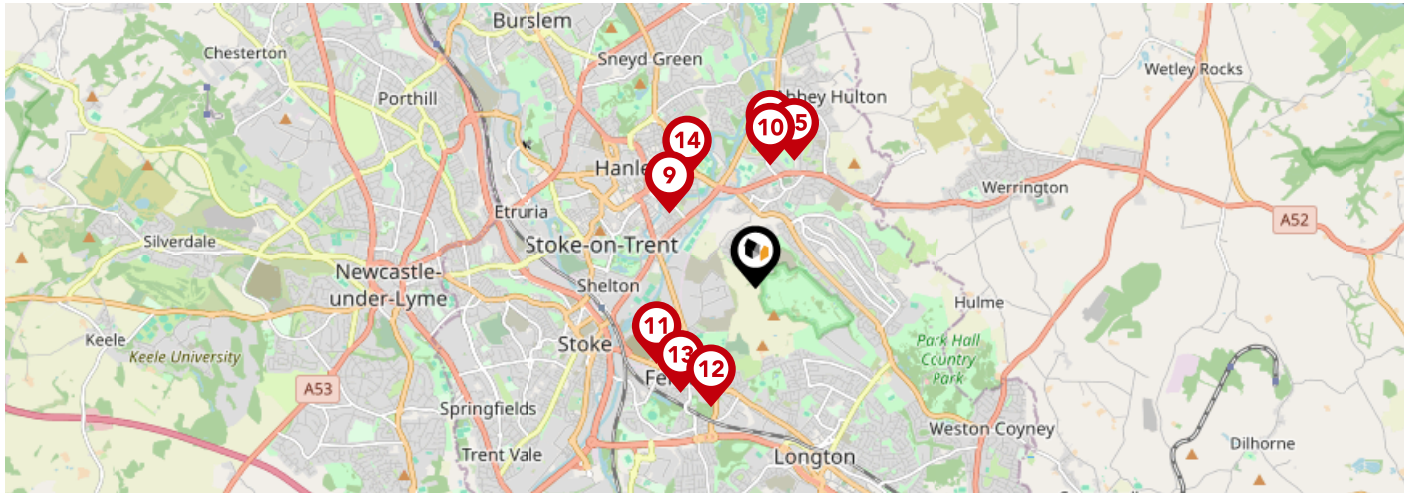 Burslem
Chesterton
Sneyd Green
Wetley Rocks
Porthill
Abbey Hulton
10
5
14
Hanle
9
Werrington
Etruria
A52
Silverdale
Stoke-on-Trent
Newcastle-
under-Lyme
Shelton
Hulme
11
Keele
Keele University
Stoke
13
12
Park Hall
Country
Park
Fe
A53
Springfields
Weston Coyney
Dilhorne
Trent Vale
Longton